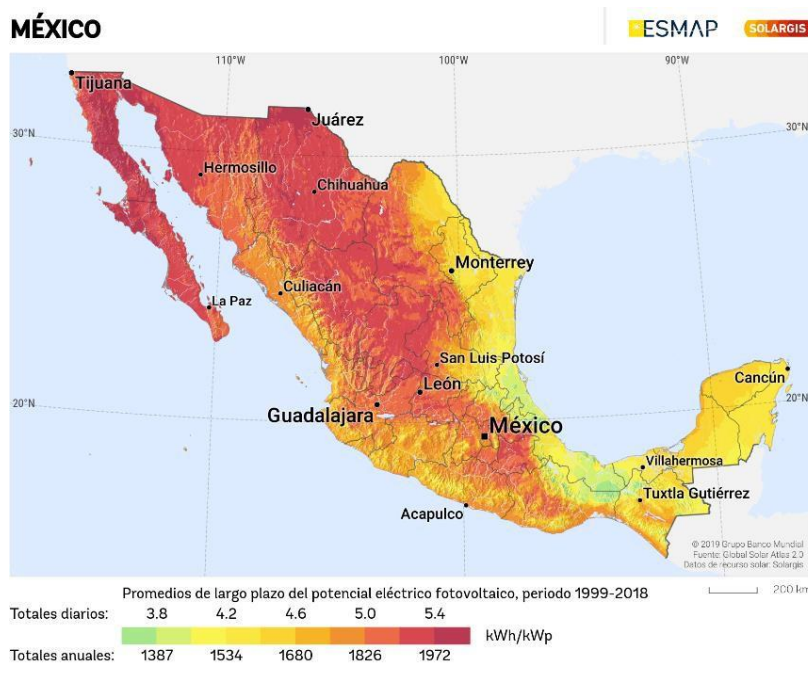 MÉXICO
ESMAP
SOLARGIS
110°W
100°W
90°W
Tijuana
Juárez
30°N
30°N
Hermosillo
Chihuahua
Monterrey
Culiacán
La Paz
San Luis Potosí
León
Cancún
20°N
20°N
Guadalajara
México
Villahermosa
Tuxtla Gutiérrez
Acapulco
© 2019 Grupo Banco Mundial
Fuente: Global Solar Atlas 2.0
Datos de recurso solar: Solargis
Promedios de largo plazo del potencial eléctrico fotovoltaico, periodo 1999-2018
200 km
Totales diarios: 3.8 4.2 4.6 5.0 5.4
kWh/kWp
Totales anuales: 1387 1534 1680 1826 1972